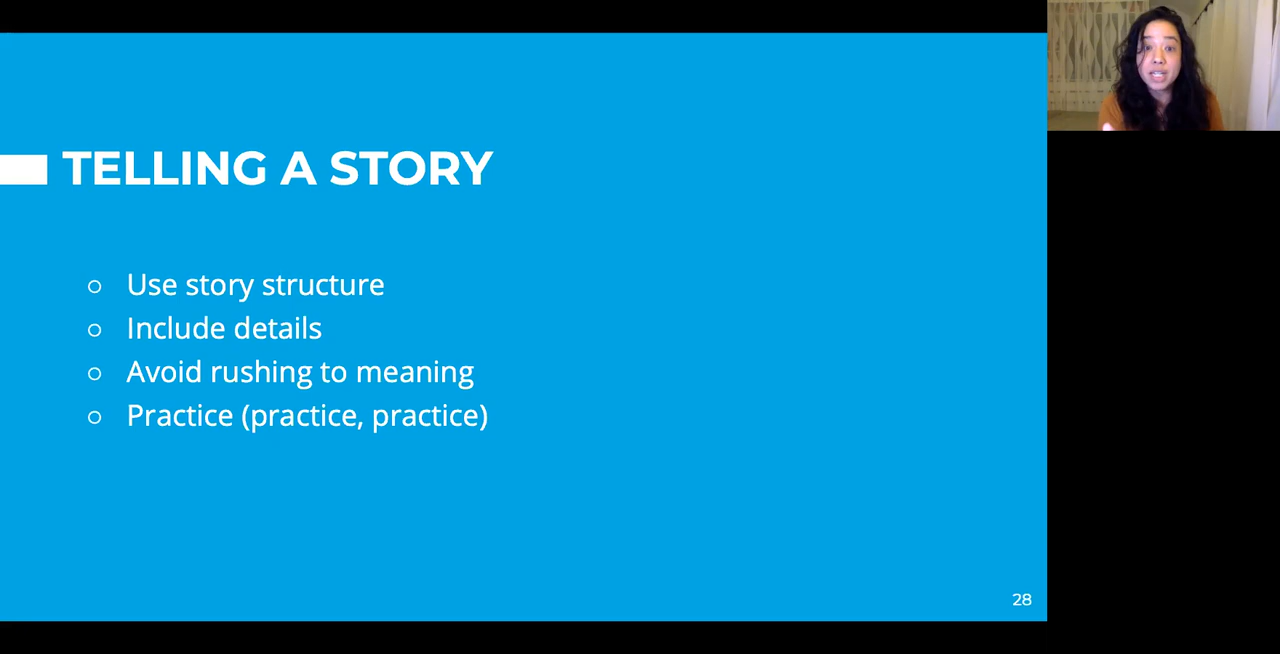 TELLING A STORY
○ Use story structure
○ Include details
○ Avoid rushing to meaning
○ Practice (practice, practice)
28